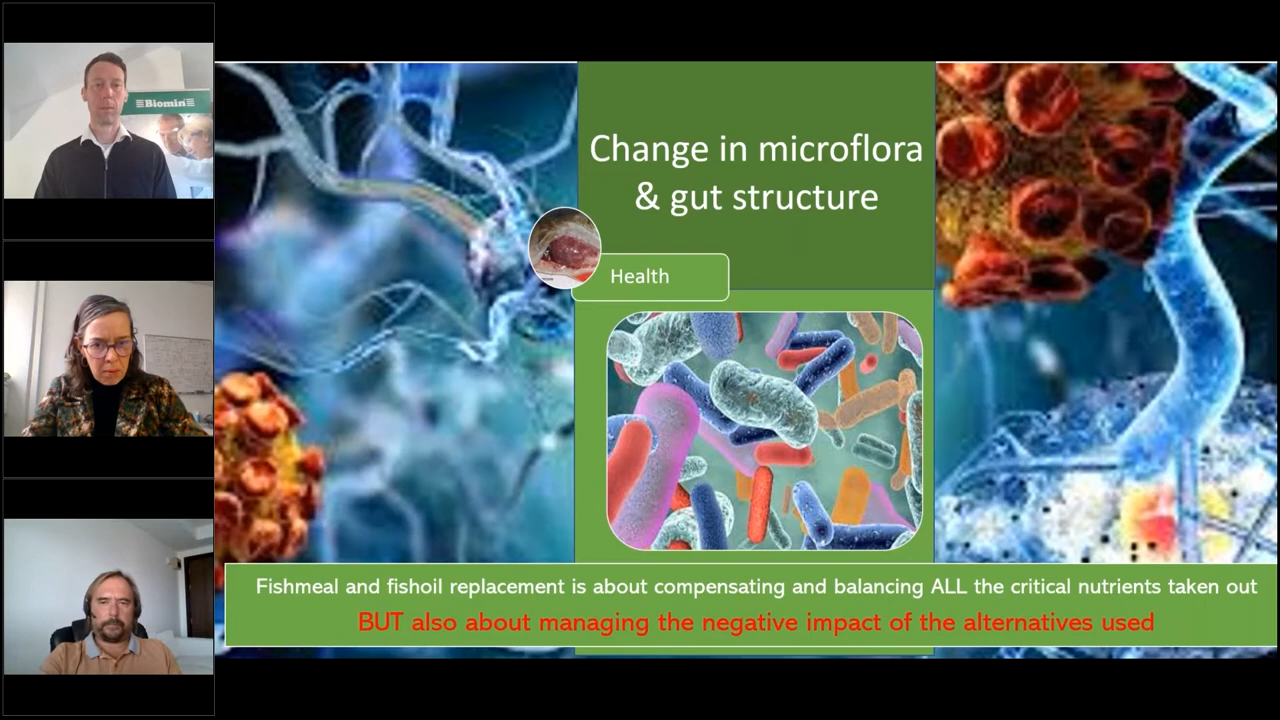 Biomin
Change in microflora
& gut structure
Health
Fishmeal and fishoil replacement is about compensating and balancing ALL the critical nutrients taken out
BUT also about managing the negative impact of the alternatives used